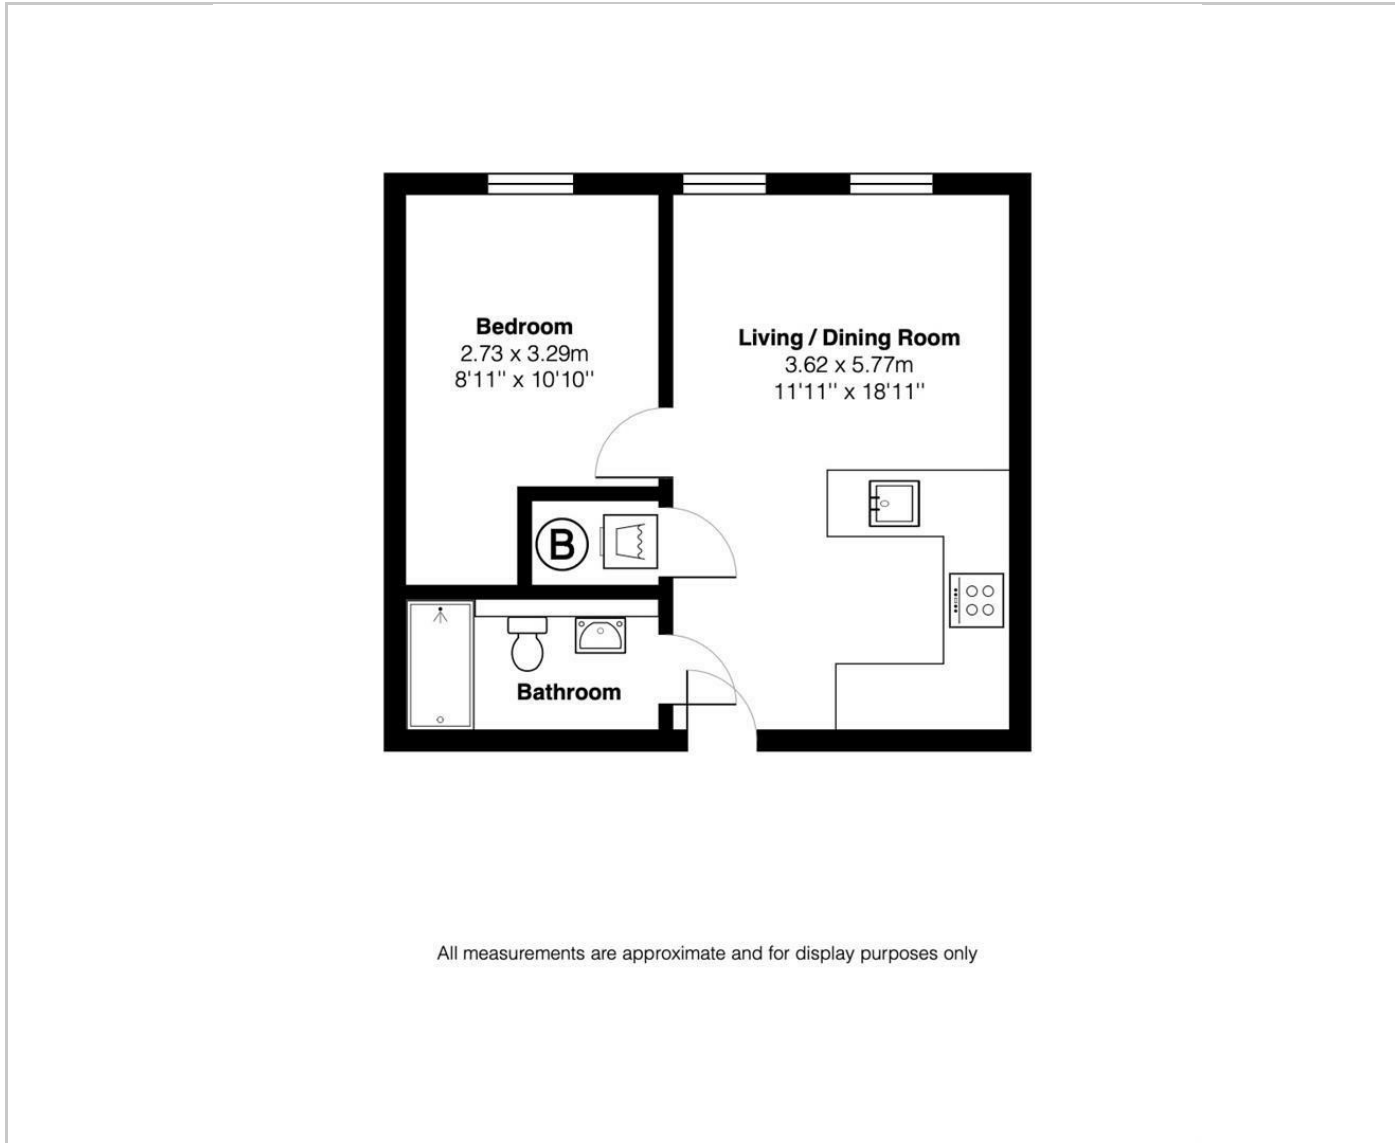 Bedroom
2.73 x 3.29m
8'11'' x 10'10''
Living / Dining Room
3.62 x 5.77m
11'11'' x 18'11''
B
Bathroom
All measurements are approximate and for display purposes only